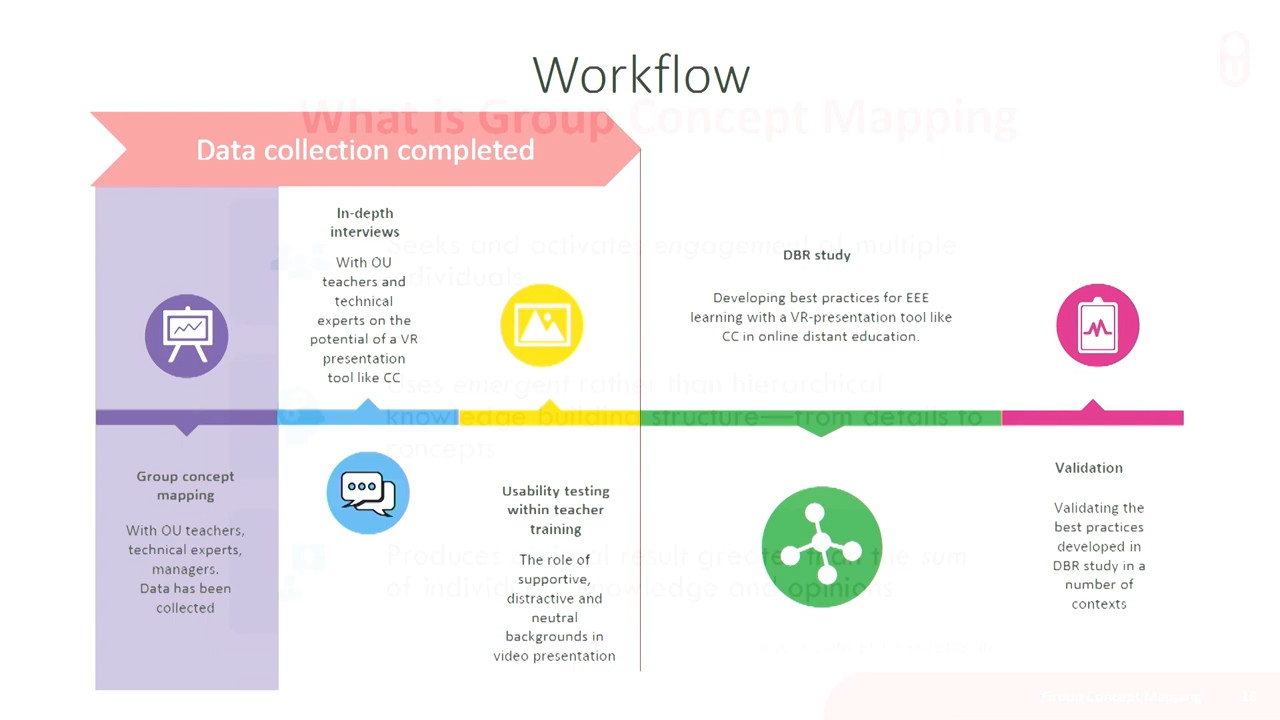 Workflow
What is Group Concept Mapping
Data collection completed
In-depth
interviews
With OU
teachers and
technical
experts on the
potential of a VR
presentation
tool like CC
DBR study
Developing best practices for EEE
learning with a VR-presentation tool like
CC in online distant education.
Seeks and activates engagement of multiple
individuals
Uses emergent rather than hierarchical
knowledge building structure—from details to
concepts
Group concept
mapping
With OU teachers,
technical experts,
managers.
Data has been
collected
Usability testing
within teacher
training
The role of
supportive,
distractive and
neutral
backgrounds in
video presentation
Validation
Validating the
best practices
developed in
DBR study in a
number of
contexts
Produces a result greater than the sum
of individual knowledge and opinions
Group Concept Mapping